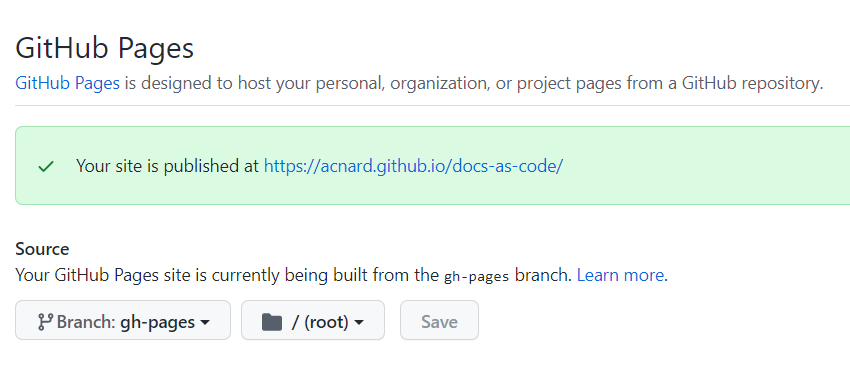 GitHub Pages
GitHub Pages is designed to host your personal, organization, or project pages from a GitHub repository.
Your site is published at https://acnard.github.io/docs-as-code/
Source
Your GitHub Pages site is currently being built from the gh-pages branch. Learn more.
Branch: gh-pages / (root) Save